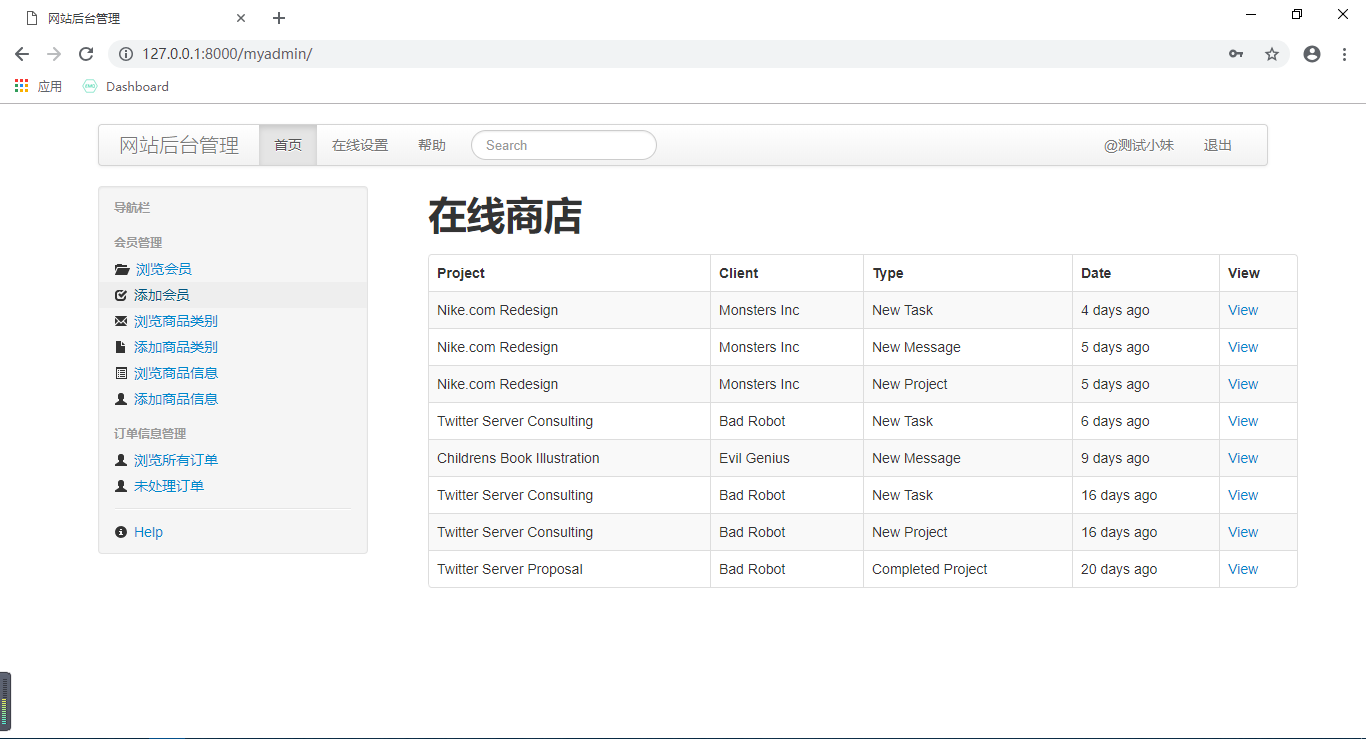 网站后台管理
127.0.0.1:8000/myadmin/
应用 Dashboard
网站后台管理 首页 在线设置 帮助 Search @测试小妹 退出
导航栏
会员管理
浏览会员
添加会员
浏览商品类别
添加商品类别
浏览商品信息
添加商品信息
订单信息管理
浏览所有订单
未处理订单
Help
在线商店
Project Client Type Date View
Nike.com Redesign Monsters Inc New Task 4 days ago View
Nike.com Redesign Monsters Inc New Message 5 days ago View
Nike.com Redesign Monsters Inc New Project 5 days ago View
Twitter Server Consulting Bad Robot New Task 6 days ago View
Childrens Book Illustration Evil Genius New Message 9 days ago View
Twitter Server Consulting Bad Robot New Task 16 days ago View
Twitter Server Consulting Bad Robot New Project 16 days ago View
Twitter Server Proposal Bad Robot Completed Project 20 days ago View